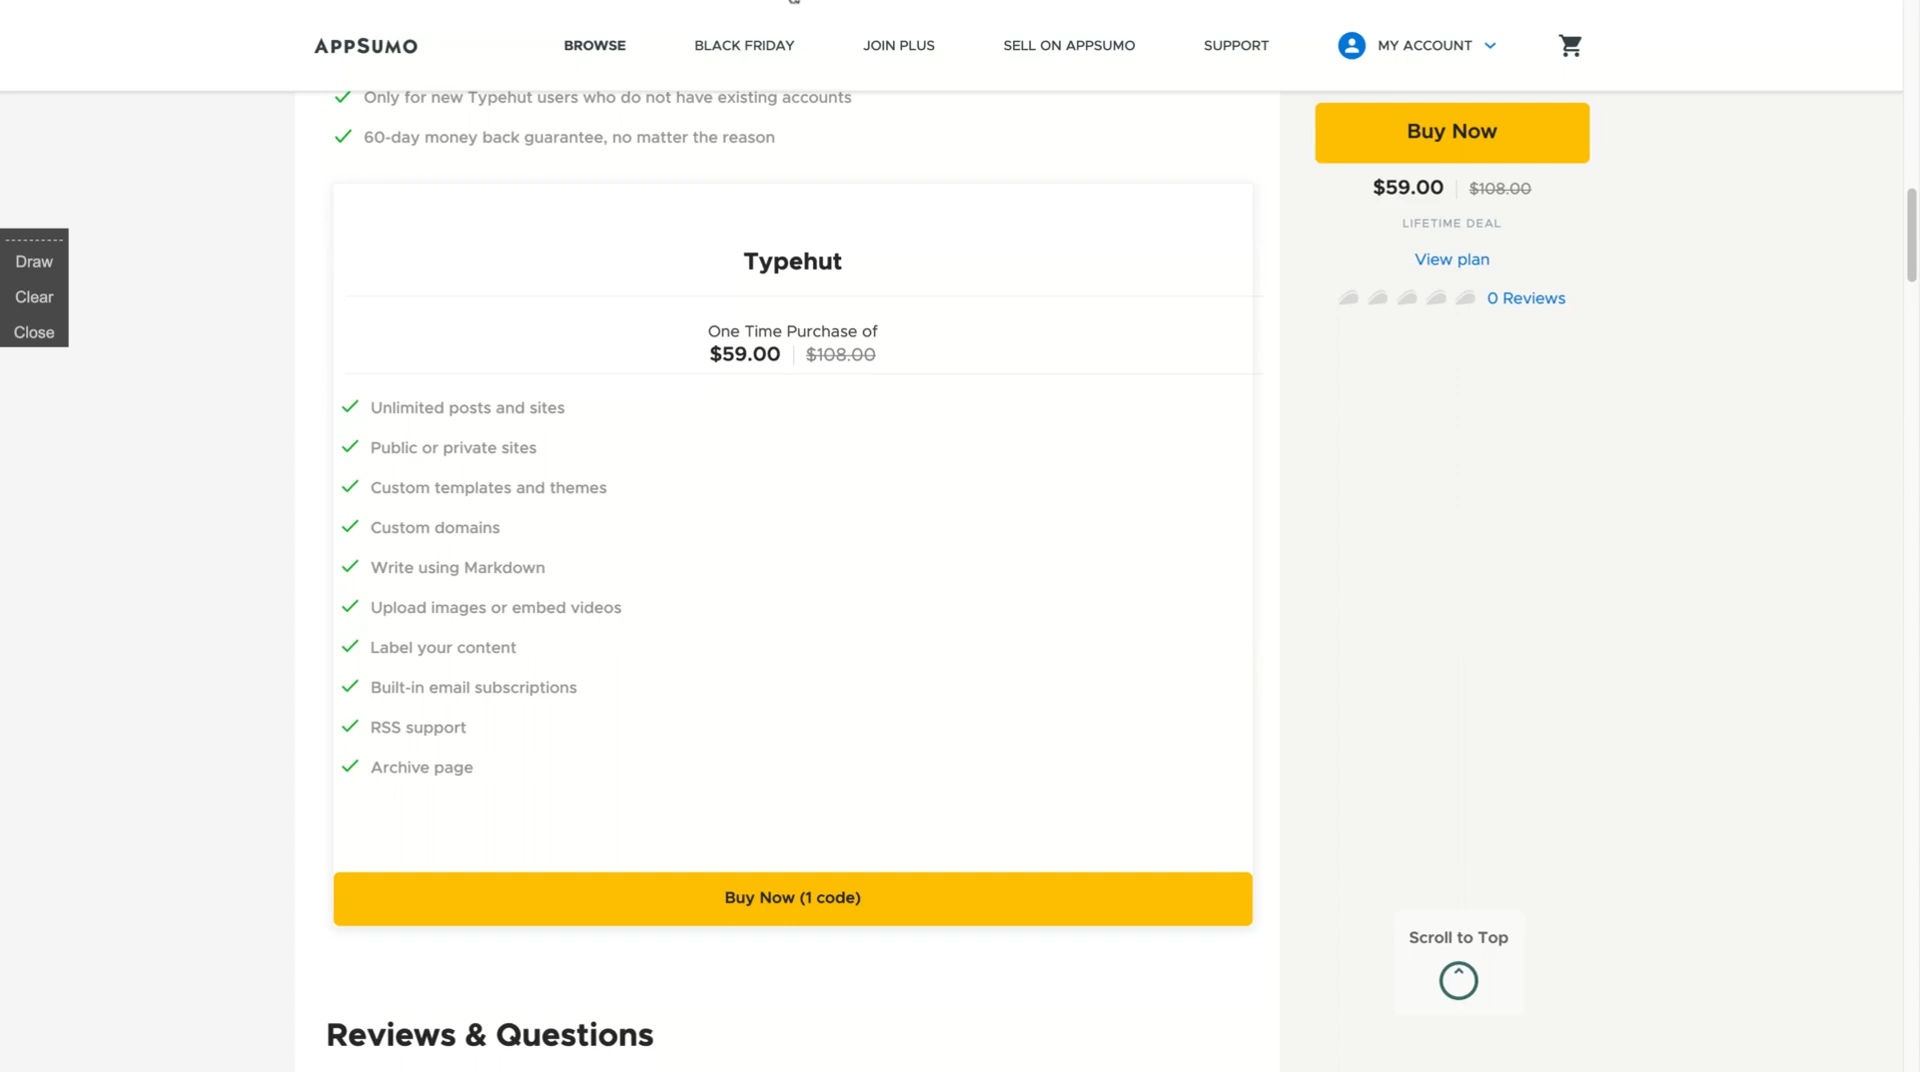 APPSUMO
BROWSE
BLACK FRIDAY
JOIN PLUS
SELL ON APPSUMO
SUPPORT
MY ACCOUNT
Only for new Typehut users who do not have existing accounts
60-day money back guarantee, no matter the reason
Buy Now
$59.00
$108.00
LIFETIME DEAL
View plan
0 Reviews
Draw
Clear
Close
Typehut
One Time Purchase of
$59.00
$108.00
Unlimited posts and sites
Public or private sites
Custom templates and themes
Custom domains
Write using Markdown
Upload images or embed videos
Label your content
Built-in email subscriptions
RSS support
Archive page
Buy Now (1 code)
Scroll to Top
Reviews & Questions